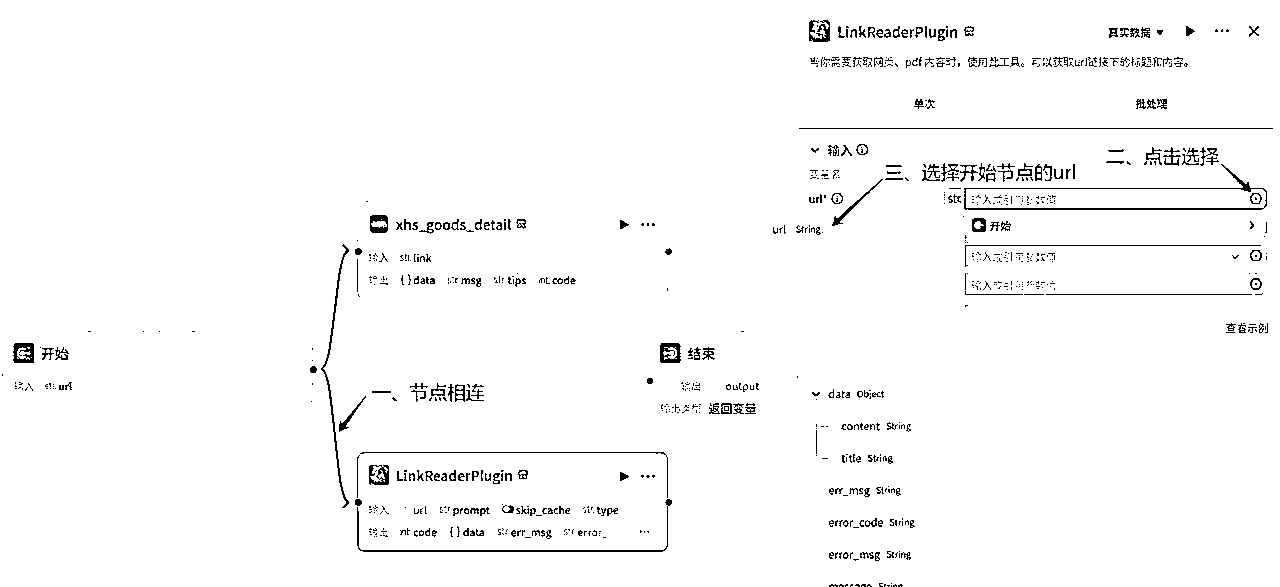 LinkReaderPlugin
真实数据
当你需要获取网页、pdf内容时，使用此工具。可以获取url链接下的标题和内容。
单次
批处理
输入
二、点击选择
变量名
三、选择开始节点的url
url*
str.
输入或引用参数值
url String
开始
输入或引用参数值
输入或引用参数值
查看示例
xhs_goods_detail
输入 str.link
输出 {}data str.msg str.tips int.code
开始
输入 str.url
一、节点相连
结束
输出 output
输出类型 返回变量
LinkReaderPlugin
输入 url str.prompt skip_cache str.type
输出 int.code {}data str.err_msg str.error_ ...
data Object
content String
title String
err_msg String
error_code String
error_msg String
message String